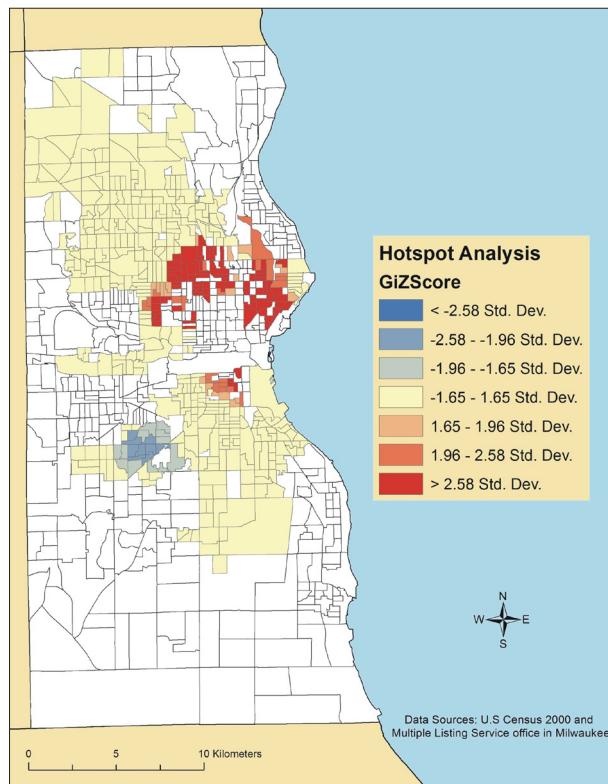 Hotspot Analysis
GiZScore
< -2.58 Std. Dev.
-2.58 - -1.96 Std. Dev.
-1.96 - -1.65 Std. Dev.
-1.65 - 1.65 Std. Dev.
1.65 - 1.96 Std. Dev.
1.96 - 2.58 Std. Dev.
> 2.58 Std. Dev.
N
W E
S
Data Sources: U.S Census 2000 and
Multiple Listing Service office in Milwaukee
0 5 10 Kilometers